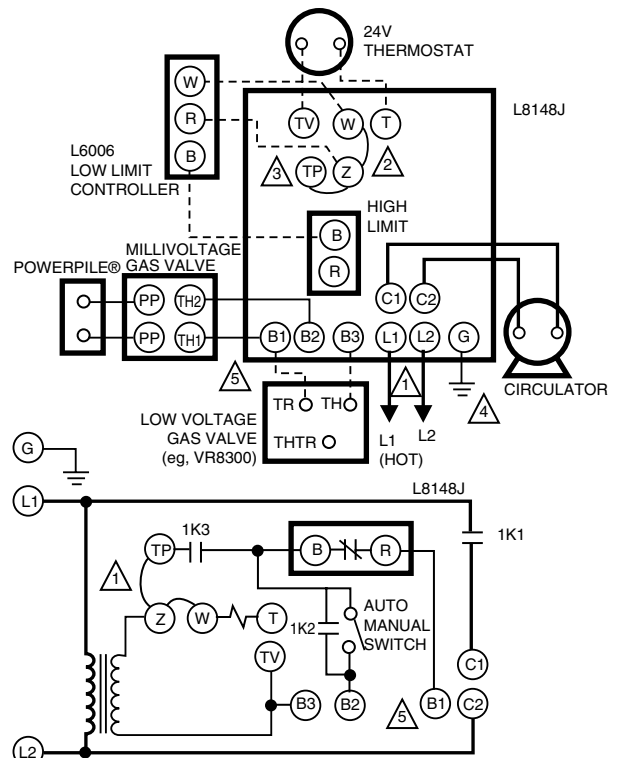 24V
THERMOSTAT
L8148J
W
R
B
L6006
LOW LIMIT
CONTROLLER
TV
W
T
3
TP
Z
2
HIGH
LIMIT
B
R
MILLIVOLTAGE
GAS VALVE
POWERPILE®
PP
TH2
PP
TH1
C1
C2
B1
B2
B3
L1
L2
G
5
1
4
CIRCULATOR
TR
TH
LOW VOLTAGE
GAS VALVE
(eg, VR8300)
THTR
L1
(HOT)
L2
G
L1
L8148J
1K3
TP
B
R
1K1
1
Z
W
T
1K2
AUTO
MANUAL
SWITCH
TV
C1
B3
B2
5
B1
C2
L2